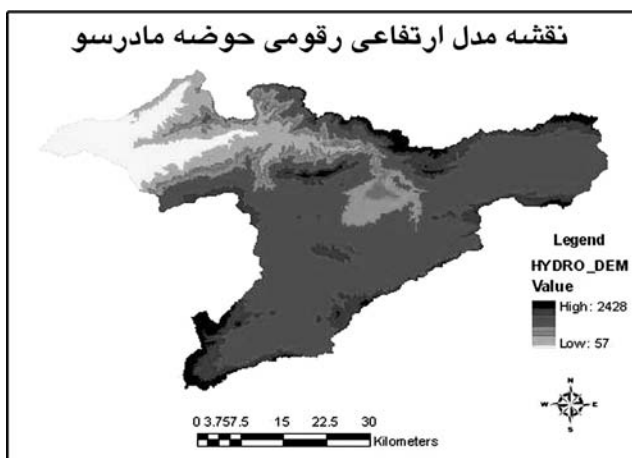 نقشه مدل ارتفاعی رقومی حوضه مادرسو
Legend
HYDRO_DEM
Value
High: 2428
Low: 57
N
W E
S
0 3.757.5 15 22.5 30
Kilometers